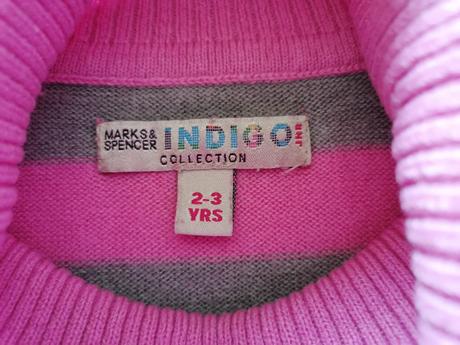 MARKS&
SPENCER
INDIGO
JNR
COLLECTION
2-3
YRS